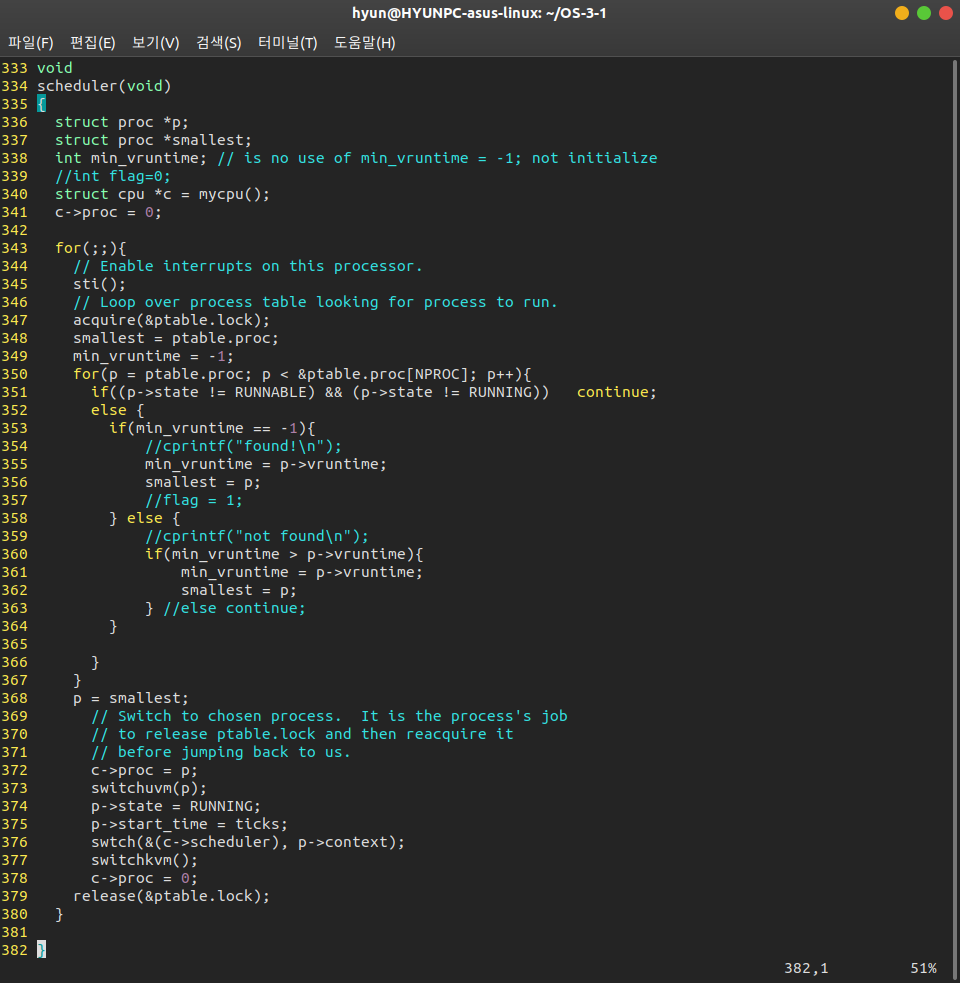 hyun@HYUNPC-asus-linux: ~/OS-3-1
파일(F) 편집(E) 보기(V) 검색(S) 터미널(T) 도움말(H)
333 void
334 scheduler(void)
335 {
336   struct proc *p;
337   struct proc *smallest;
338   int min_vruntime; // is no use of min_vruntime = -1; not initialize
339   //int flag=0;
340   struct cpu *c = mycpu();
341   c->proc = 0;
342
343   for(;;){
344     // Enable interrupts on this processor.
345     sti();
346     // Loop over process table looking for process to run.
347     acquire(&ptable.lock);
348     smallest = ptable.proc;
349     min_vruntime = -1;
350     for(p = ptable.proc; p < &ptable.proc[NPROC]; p++){
351       if((p->state != RUNNABLE) && (p->state != RUNNING))   continue;
352       else {
353         if(min_vruntime == -1){
354             //cprintf("found!\n");
355             min_vruntime = p->vruntime;
356             smallest = p;
357             //flag = 1;
358         } else {
359             //cprintf("not found\n");
360             if(min_vruntime > p->vruntime){
361                 min_vruntime = p->vruntime;
362                 smallest = p;
363             } //else continue;
364         }
365
366       }
367     }
368     p = smallest;
369       // Switch to chosen process.  It is the process's job
370       // to release ptable.lock and then reacquire it
371       // before jumping back to us.
372       c->proc = p;
373       switchuvm(p);
374       p->state = RUNNING;
375       p->start_time = ticks;
376       swtch(&(c->scheduler), p->context);
377       switchkvm();
378       c->proc = 0;
379     release(&ptable.lock);
380   }
381
382 }
382,1 51%